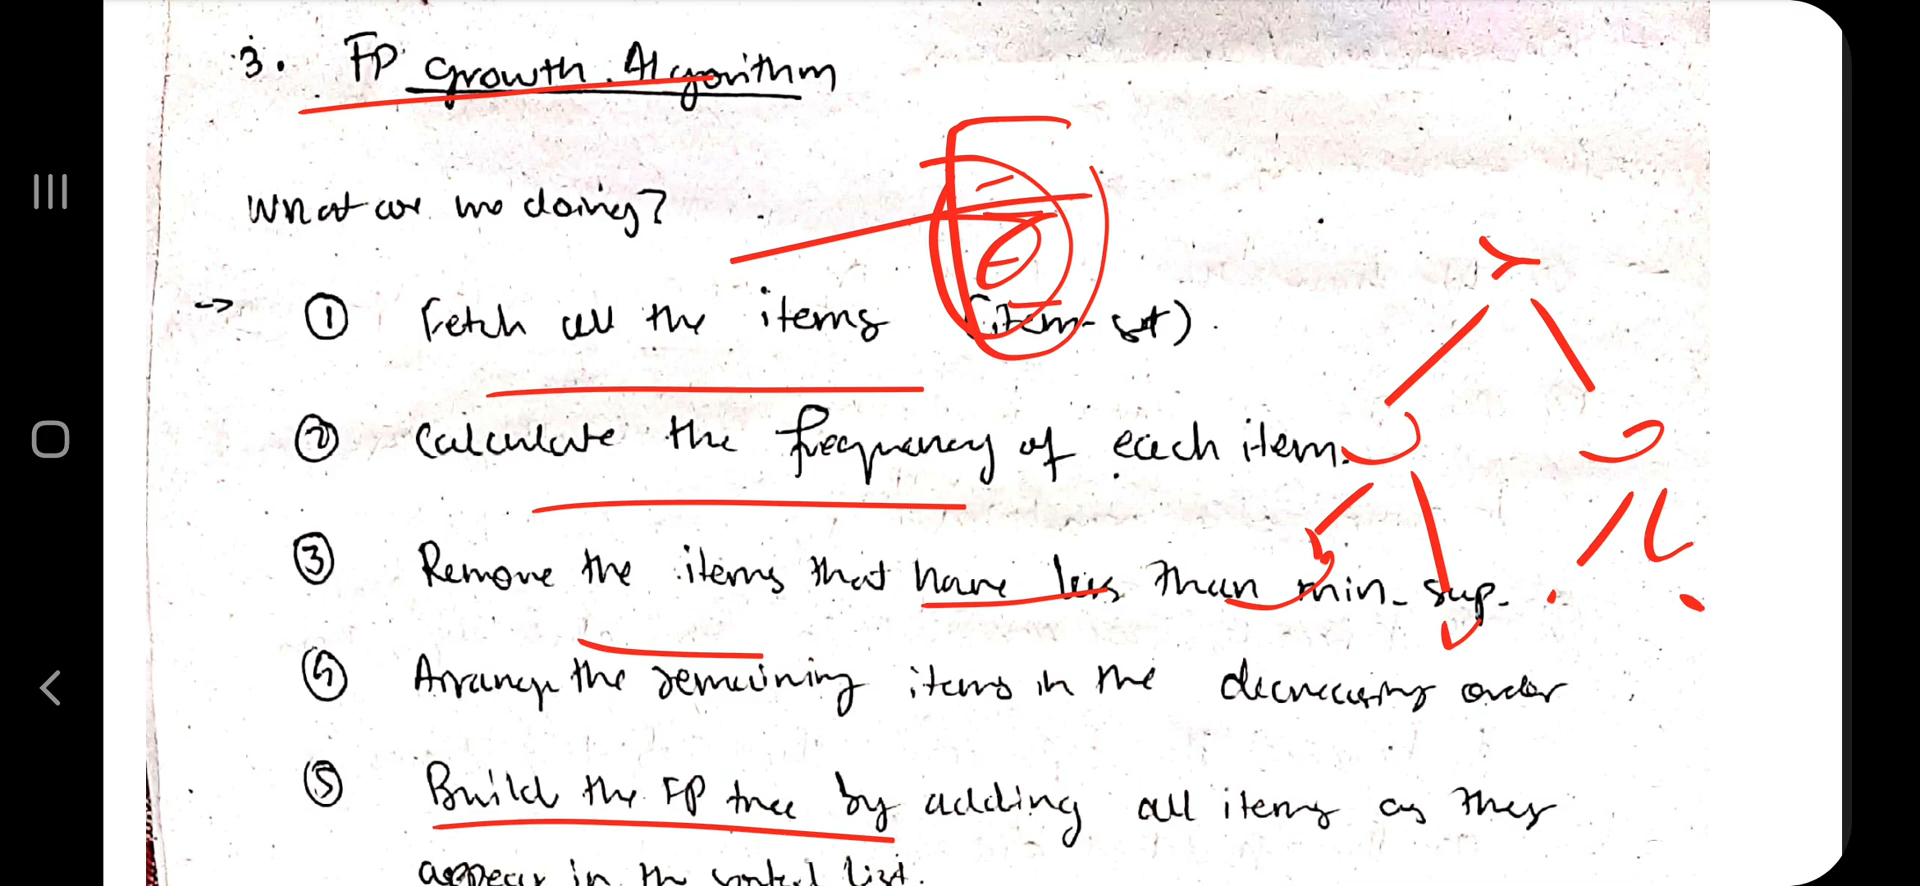 3. FP Growth Algorithm
What are we doing?
-> ① Fetch all the items (item-set).
② Calculate the frequency of each item.
③ Remove the items that have less than min-sup.
④ Arrange the remaining items in the decreasing order
⑤ Build the FP tree by adding all items as they
appear in the sorted list.